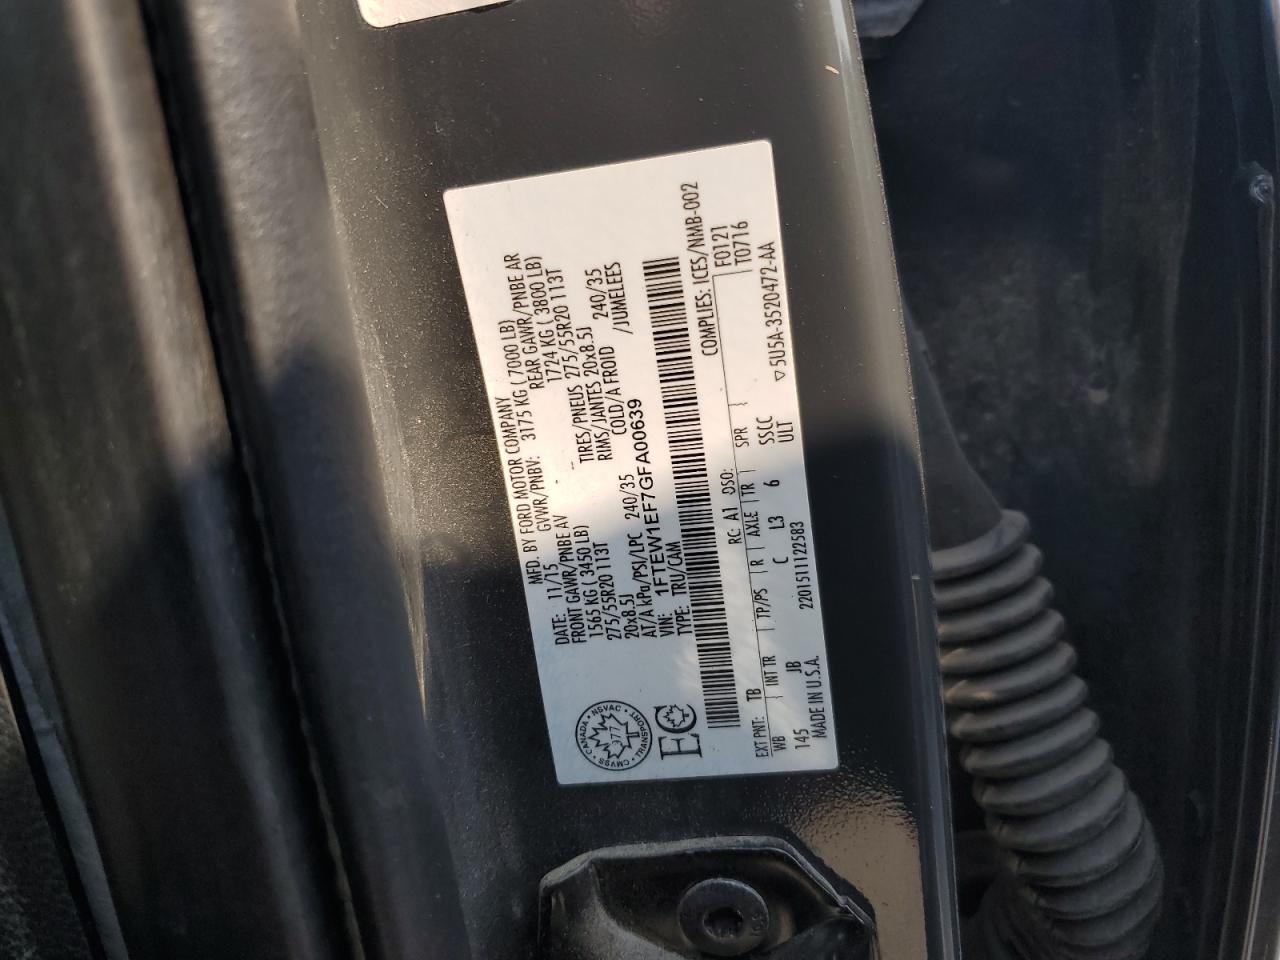 MFD. BY FORD MOTOR COMPANY
DATE: 11/15 GVWR/PNBV: 3175 KG ( 7000 LB)
FRONT GAWR/PNBE AV REAR GAWR/PNBE AR
1565 KG ( 3450 LB) 1724 KG ( 3800 LB)
275/55R20 113T TIRES/PNEUS 275/55R20 113T
20x8.5J RIMS/JANTES 20x8.5J
AT/A kPa/PSI/LPC 240/35 COLD/A FROID 240/35
VIN: 1FTEW1EF7GFA00639 /JUMELEES
TYPE: TRU/CAM
CANADA • NSVAC • TRANSPORT • CMVSS •
377
EC
COMPLIES: ICES/NMB-002
EXT PNT: TB RC: A1 DSO: F0121
WB INT TR TP/PS R AXLE TR SPR T0716
145 JB C L3 6 SSCC
ULT ▽5U5A-3520472-AA
MADE IN U.S.A. 220151122583